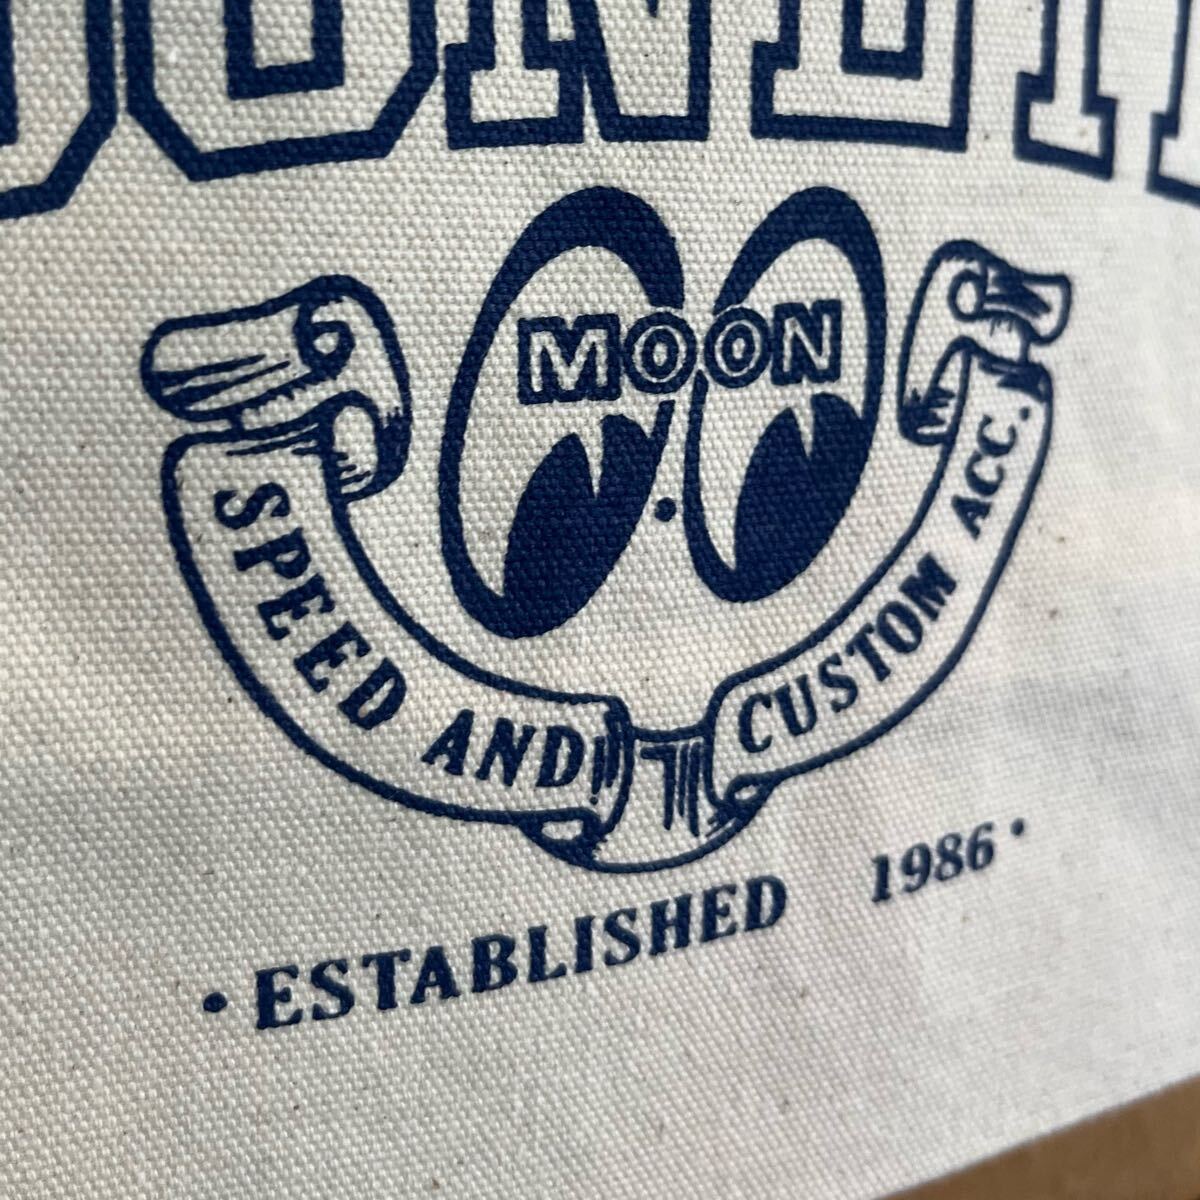 MOON
SPEED AND CUSTOM ACC.
· ESTABLISHED 1986 ·